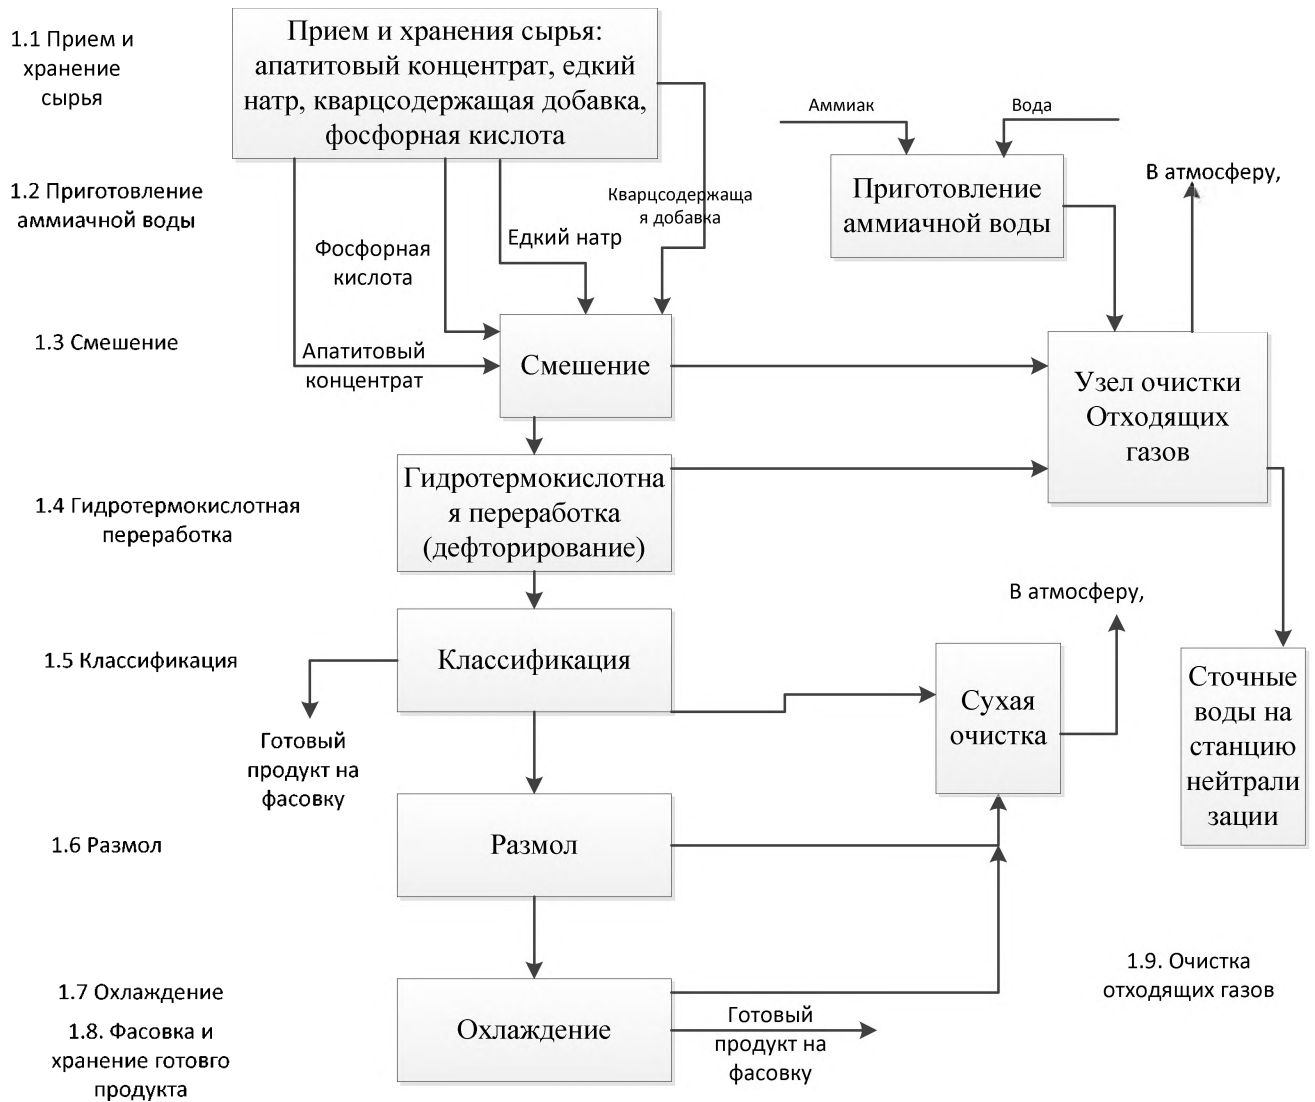 1.1 Прием и
хранение
сырья
Прием и хранения сырья:
апатитовый концентрат, едкий
натр, кварцсодержащая добавка,
фосфорная кислота
Аммиак
Вода
1.2 Приготовление
аммиачной воды
Приготовление
аммиачной воды
В атмосферу,
Кварцсодержаща
я добавка
Фосфорная
кислота
Едкий натр
1.3 Смешение
Апатитовый
концентрат
Смешение
Узел очистки
Отходящих
газов
1.4 Гидротермокислотная
переработка
Гидротермокислотна
я переработка
(дефторирование)
В атмосферу,
1.5 Классификация
Классификация
Сухая
очистка
Сточные
воды на
станцию
нейтрали
зации
Готовый
продукт на
фасовку
1.6 Размол
Размол
1.7 Охлаждение
1.8. Фасовка и
хранение готовго
продукта
Охлаждение
Готовый
продукт на
фасовку
1.9. Очистка
отходящих газов